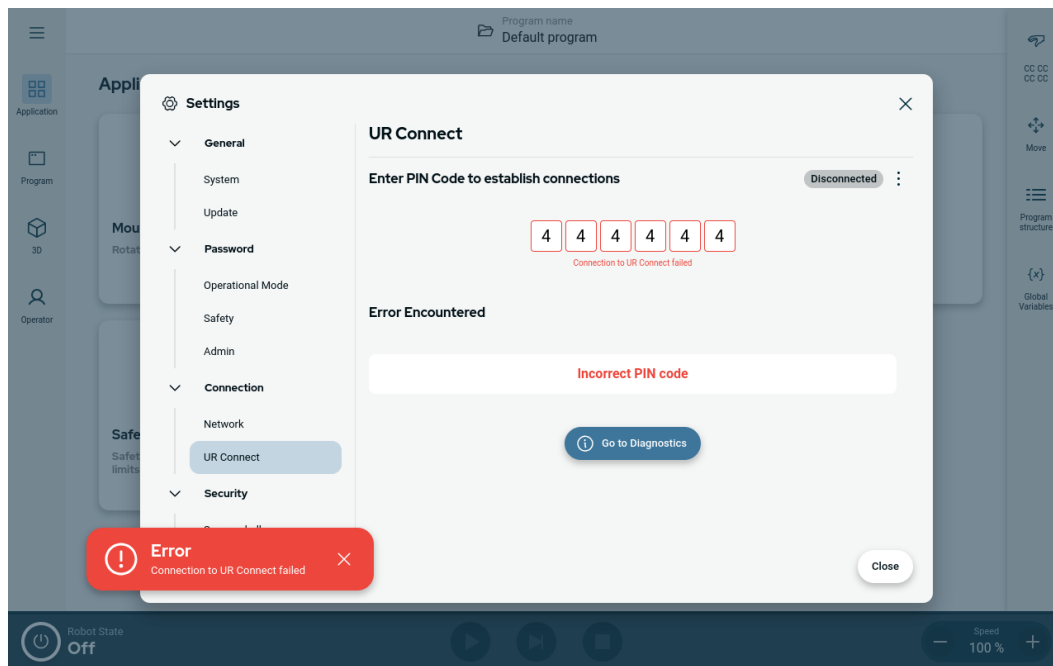 Program name
Default program
Application
Program
3D
Operator
Appli
Mou
Rotat
Safe
Safet
limits
Settings
General
System
Update
Password
Operational Mode
Safety
Admin
Connection
Network
UR Connect
Security
UR Connect
Enter PIN Code to establish connections
Disconnected
4 4 4 4 4 4
Connection to UR Connect failed
Error Encountered
Incorrect PIN code
Go to Diagnostics
Close
Error
Connection to UR Connect failed
CC CC
CC CC
Move
Program
structure
{x}
Global
Variables
Robot State
Off
Speed
100 %